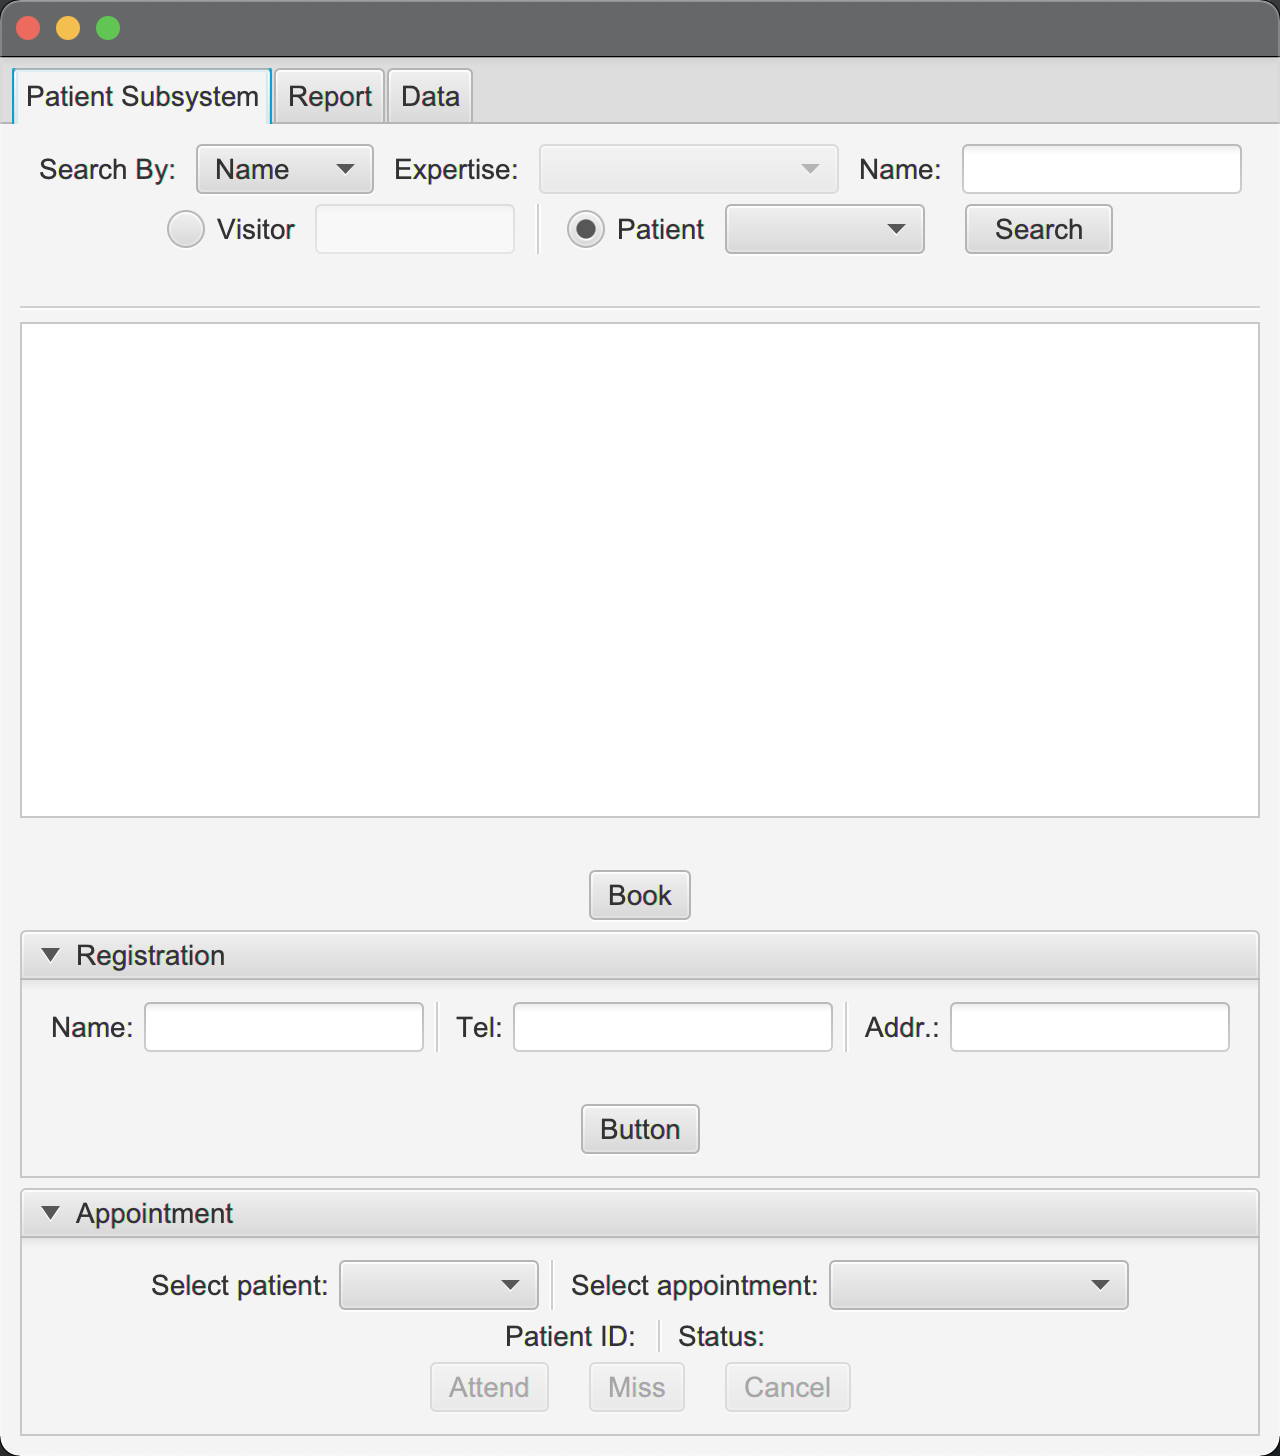 Patient Subsystem Report Data
Search By: Name Expertise: Name:
Visitor Patient Search
Book
Registration
Name: Tel: Addr.:
Button
Appointment
Select patient: Select appointment:
Patient ID: Status:
Attend Miss Cancel